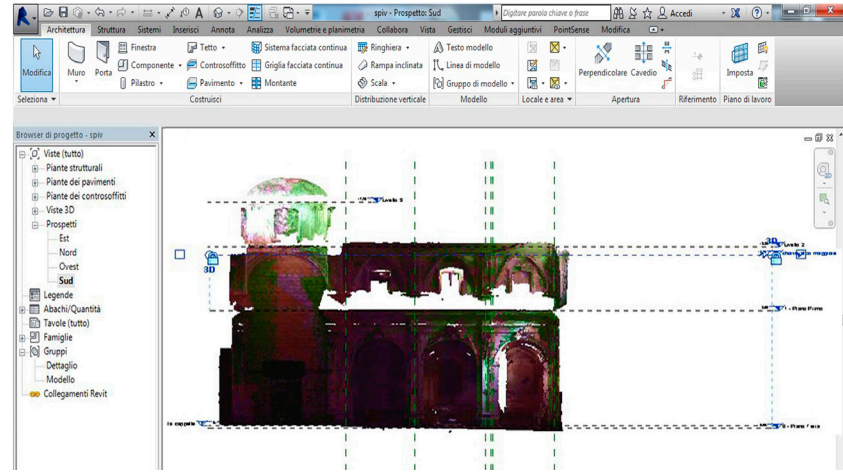 spiv - Prospetto: Sud
Digitare parola chiave o frase
Accedi
Architettura Struttura Sistemi Inserisci Annota Analizza Volumetrie e planimetria Collabora Vista Gestisci Moduli aggiuntivi PointSense Modifica
Modifica
Muro
Porta
Finestra
Componente
Pilastro
Tetto
Controsoffitto
Pavimento
Sistema facciata continua
Griglia facciata continua
Montante
Ringhiera
Rampa inclinata
Scala
Testo modello
Linea di modello
Gruppo di modello
Perpendicolare
Cavedio
Imposta
Seleziona
Costruisci
Distribuzione verticale
Modello
Locale e area
Apertura
Riferimento
Piano di lavoro
Browser di progetto - spiv
Viste (tutto)
Piante strutturali
Piante dei pavimenti
Piante dei controsoffitti
Viste 3D
Prospetti
Est
Nord
Ovest
Sud
Legende
Abachi/Quantità
Tavole (tutto)
Famiglie
Gruppi
Dettaglio
Modello
Collegamenti Revit
3D
3D
Livello 2